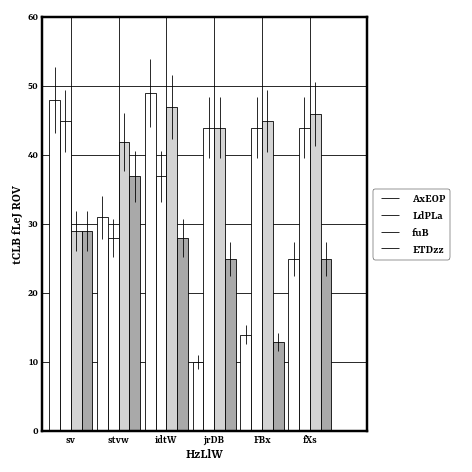 60
50
40
30
20
10
0
tCLB fLeJ ROV
sv
stvw
idtW
jrDB
FBx
fXs
HzLlW
AxEOP
LdPLa
fuB
ETDzz